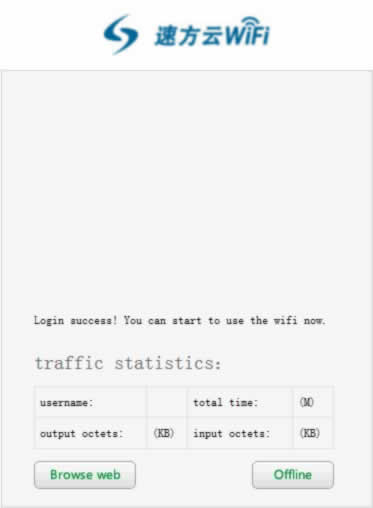 速方云WiFi
Login success! You can start to use the wifi now.
traffic statistics:
username: total time: (M)
output octets: (KB) input octets: (KB)
Browse web Offline